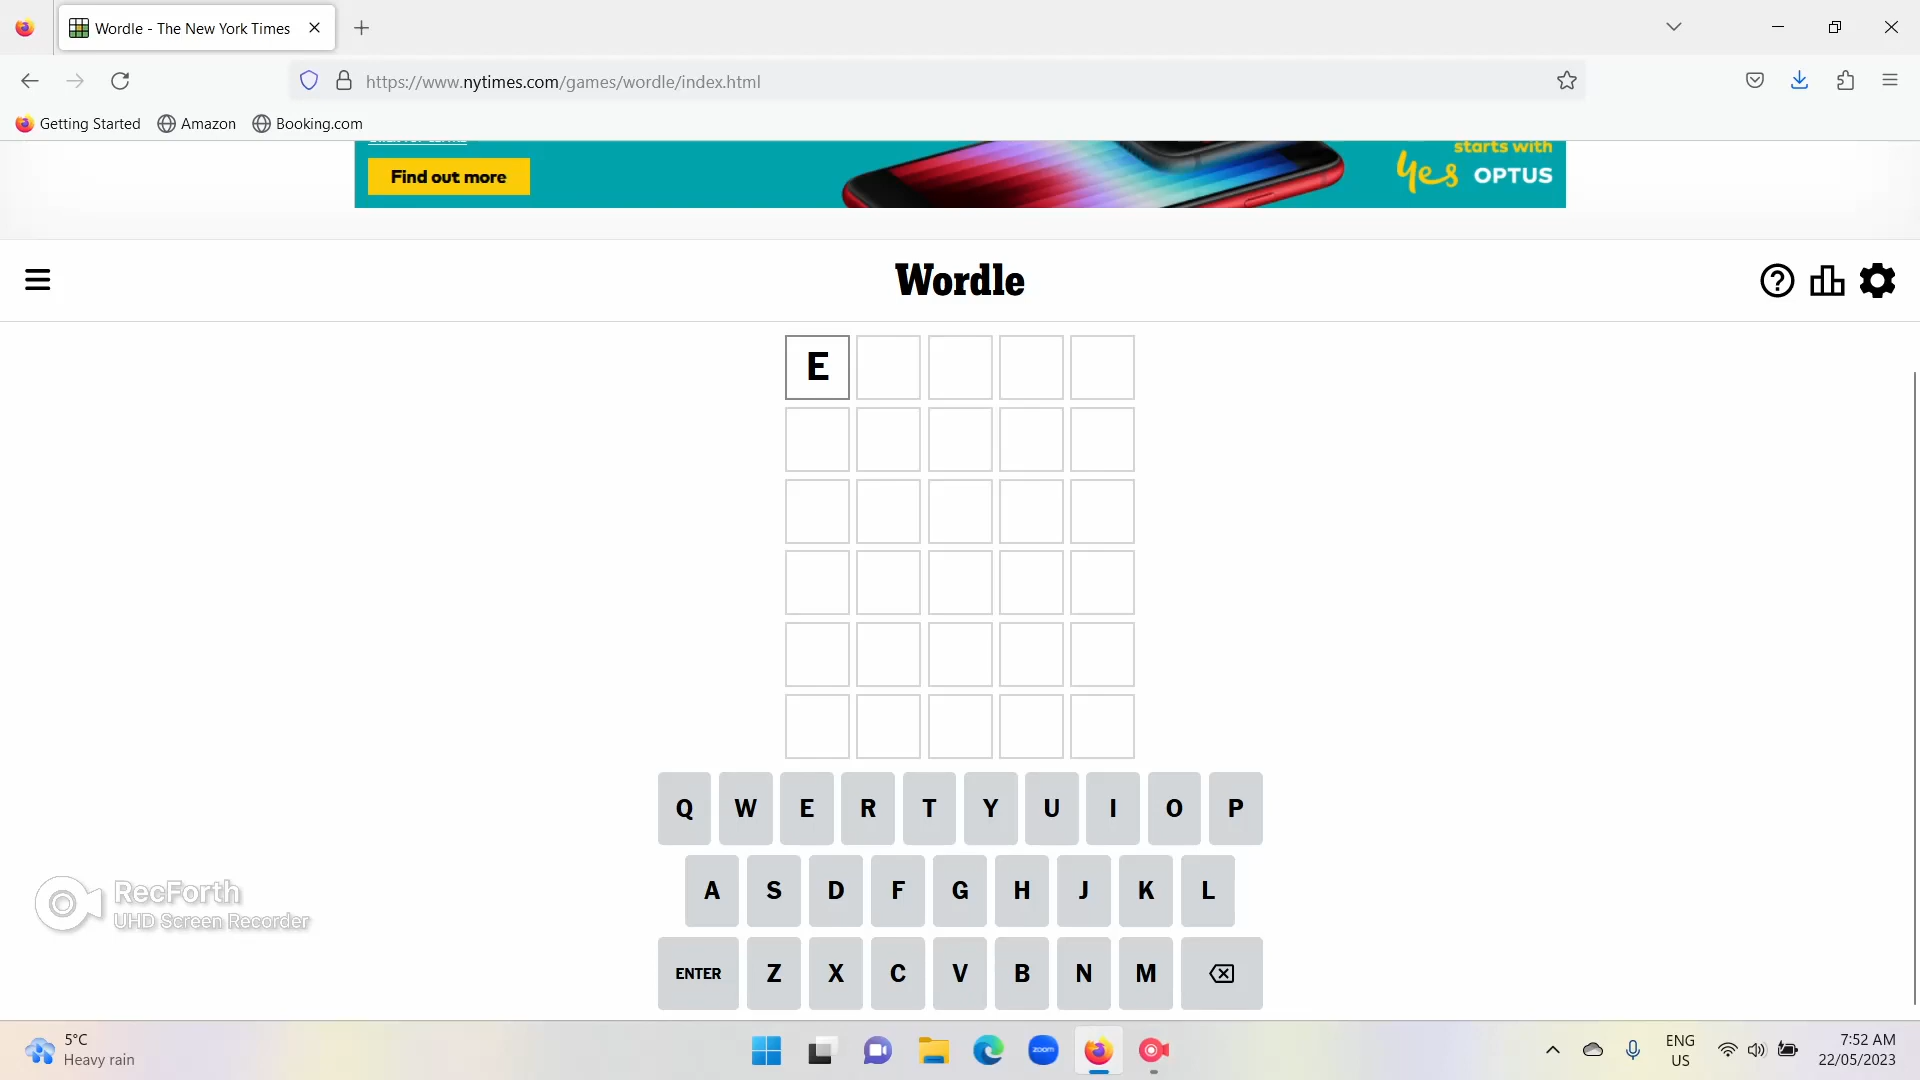 Wordle - The New York Times
https://www.nytimes.com/games/wordle/index.html
Getting Started Amazon Booking.com
starts with
Find out more
yes OPTUS
Wordle
E
Q W E R T Y U I O P
A S D F G H J K L
ENTER Z X C V B N M
RecForth
UHD Screen Recorder
5°C
Heavy rain
zoom
ENG
US
7:52 AM
22/05/2023